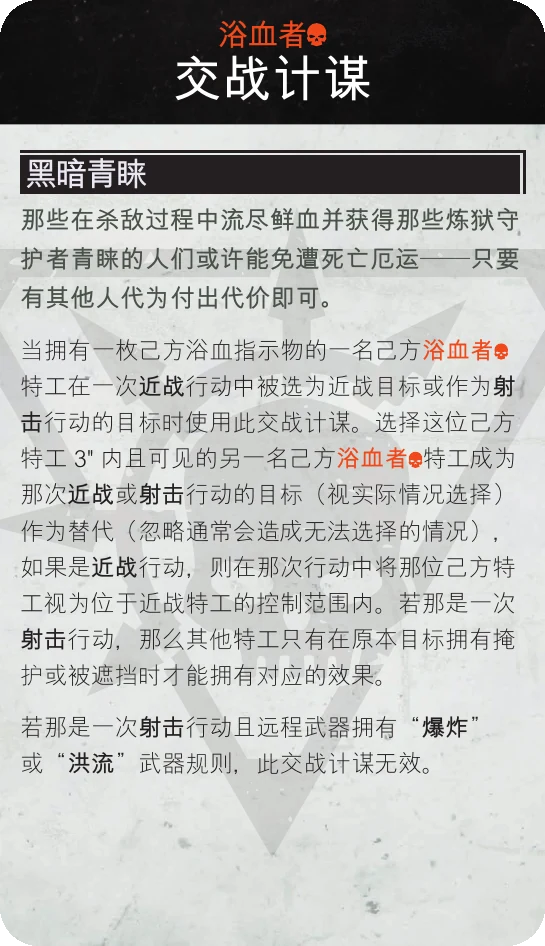 浴血者
交战计谋
黑暗青睐
那些在杀敌过程中流尽鲜血并获得那些炼狱守
护者青睐的人们或许能免遭死亡厄运——只要
有其他人代为付出代价即可。
当拥有一枚己方浴血指示物的一名己方浴血者
特工在一次近战行动中被选为近战目标或作为射
击行动的目标时使用此交战计谋。选择这位己方
特工 3" 内且可见的另一名己方浴血者特工成为
那次近战或射击行动的目标（视实际情况选择）
作为替代（忽略通常会造成无法选择的情况），
如果是近战行动，则在那次行动中将那位己方特
工视为位于近战特工的控制范围内。若那是一次
射击行动，那么其他特工只有在原本目标拥有掩
护或被遮挡时才能拥有对应的效果。
若那是一次射击行动且远程武器拥有“爆炸”
或“洪流”武器规则，此交战计谋无效。